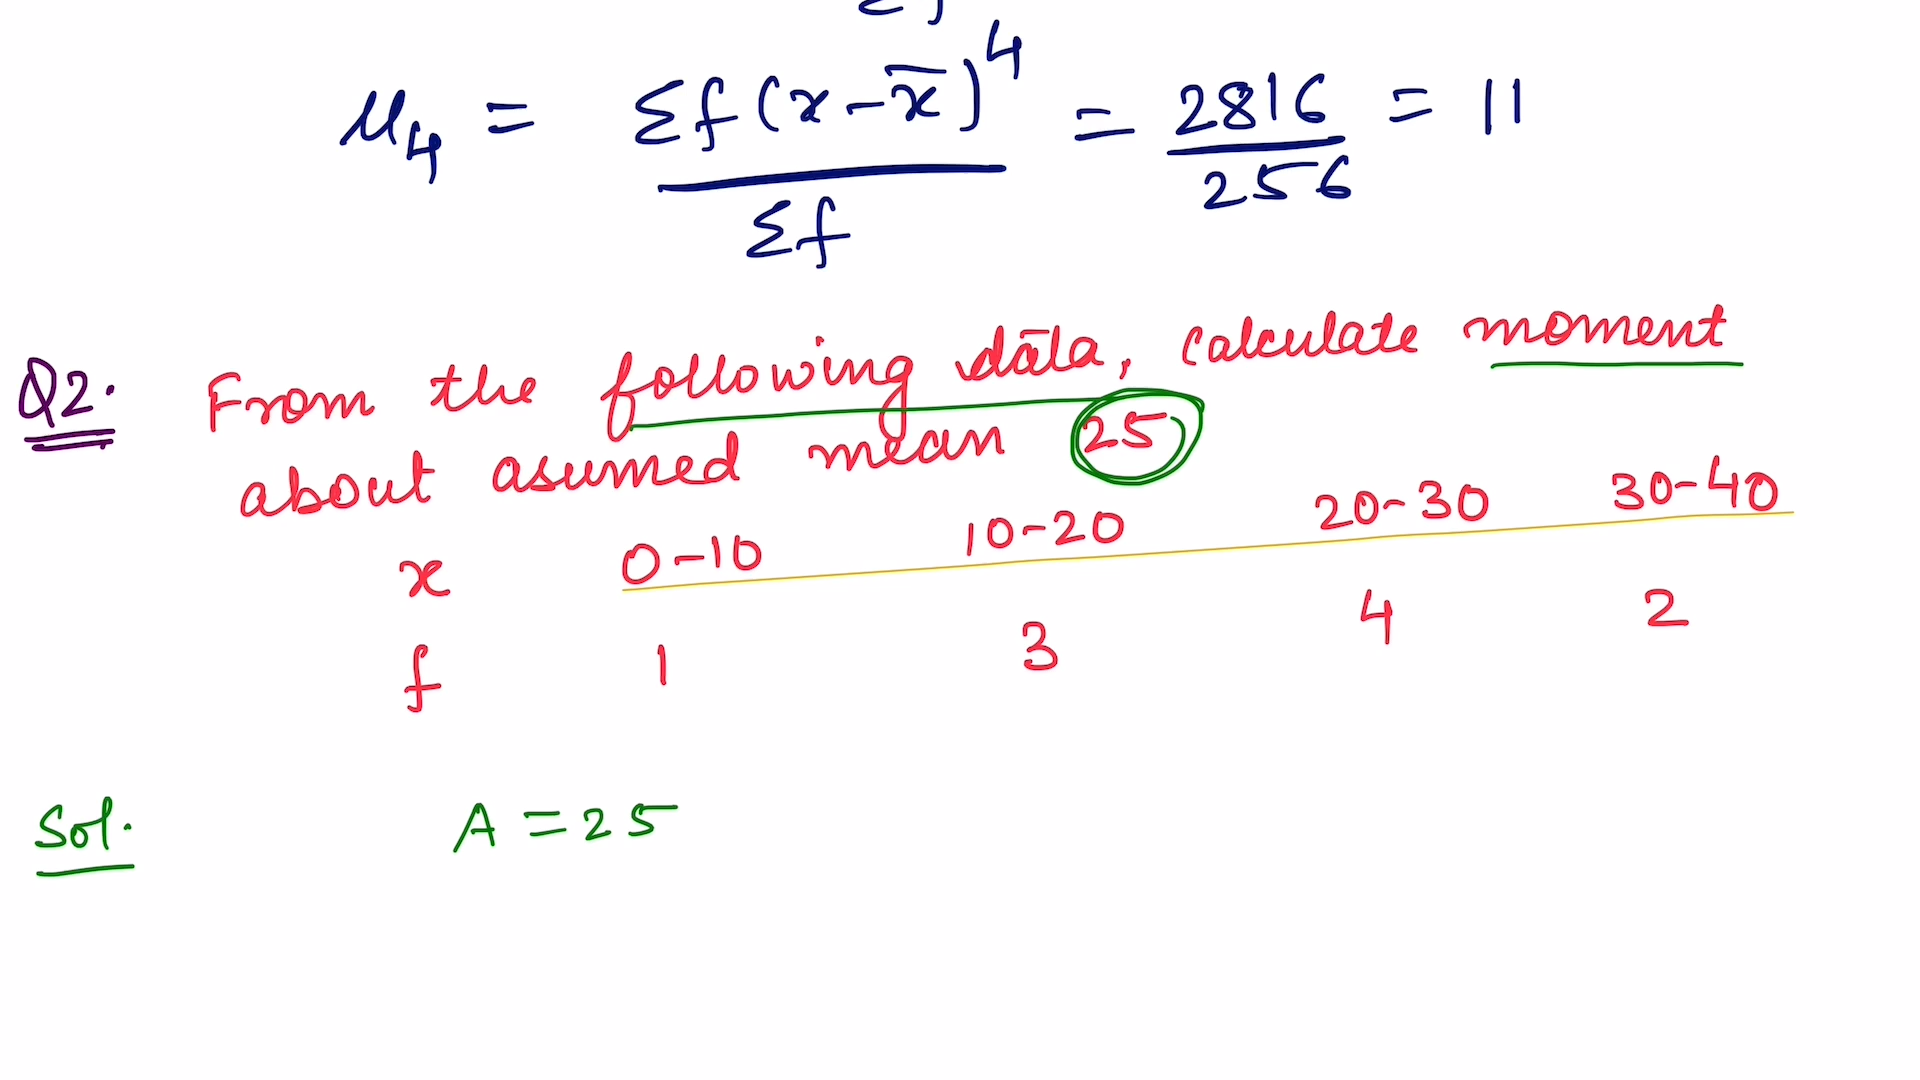 μ₄ = Σf(x-x̄)⁴ / Σf = 2816 / 256 = 11
Q2. From the following data, calculate moment
about asumed mean 25
x 0-10 10-20 20-30 30-40
f 1 3 4 2
Sol. A = 25